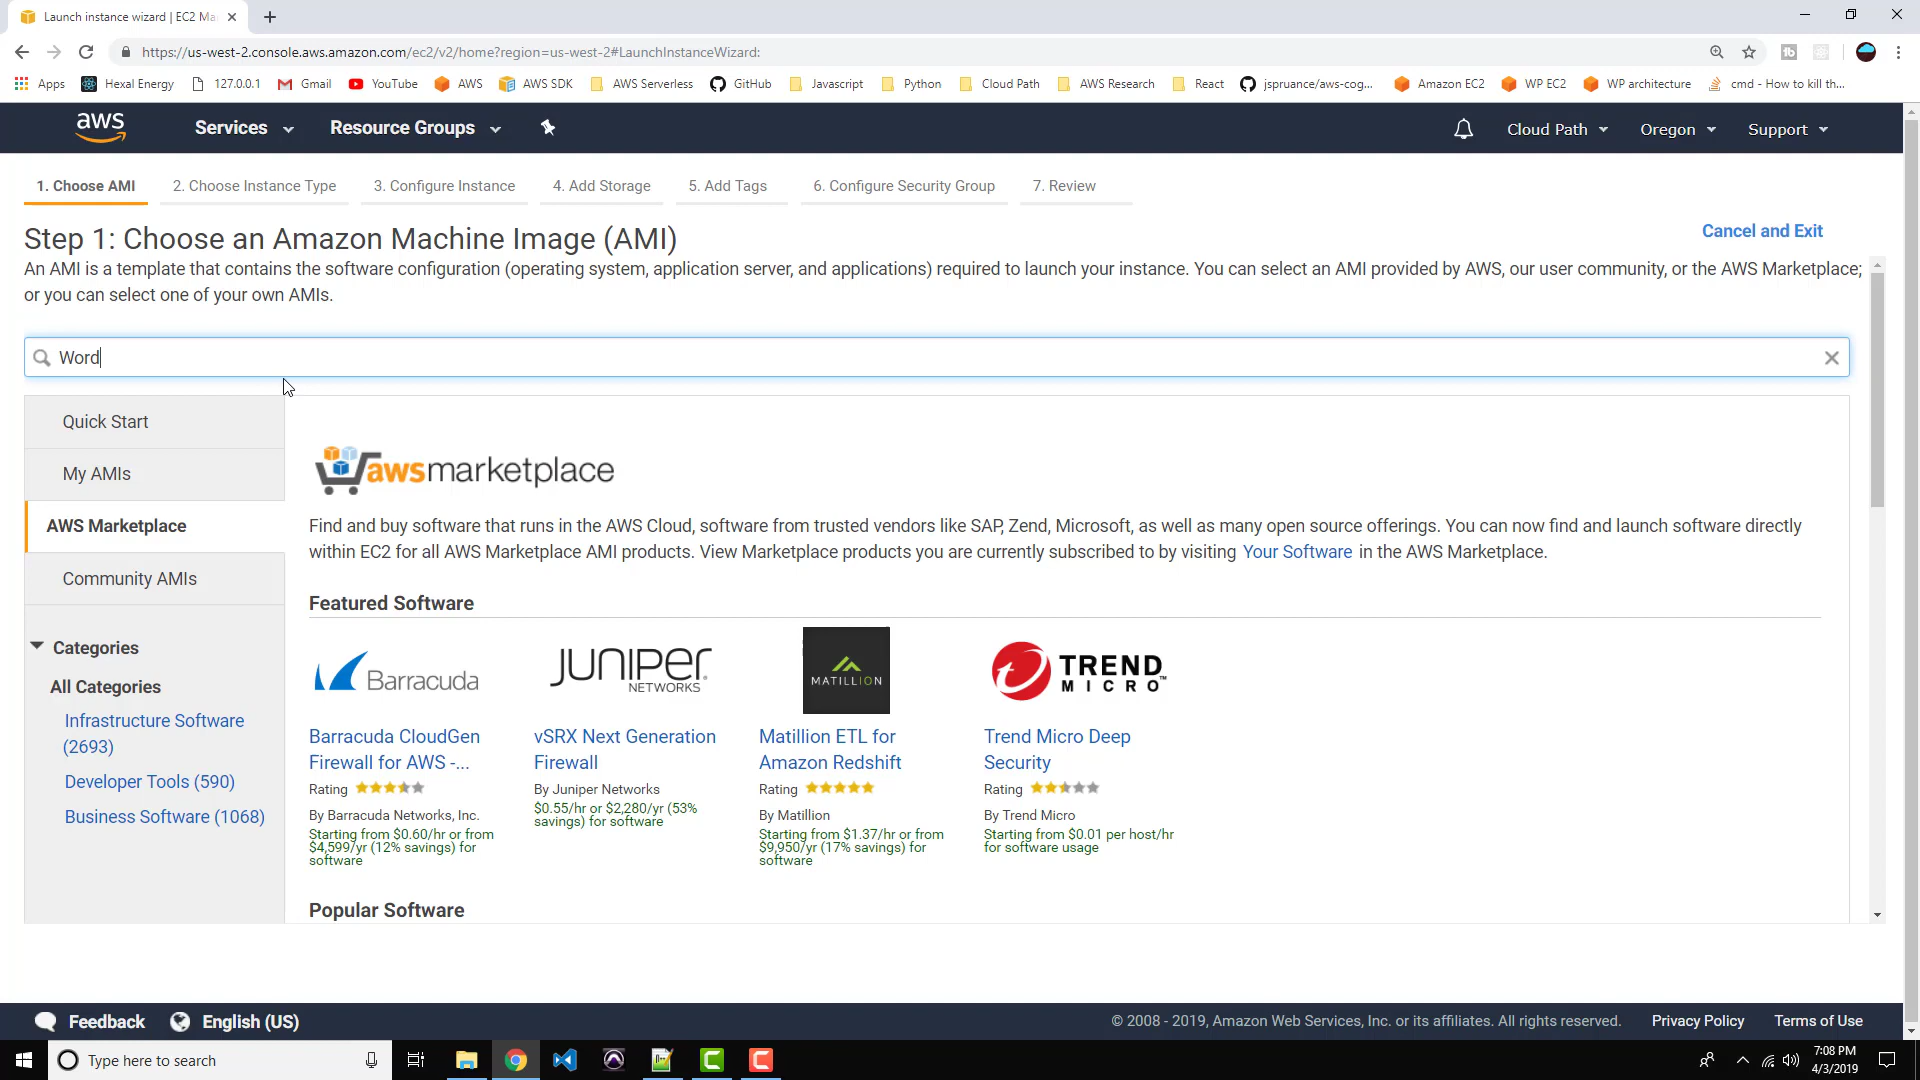 Launch instance wizard | EC2 Ma
https://us-west-2.console.aws.amazon.com/ec2/v2/home?region=us-west-2#LaunchInstanceWizard:
Apps Hexal Energy 127.0.0.1 Gmail YouTube AWS AWS SDK AWS Serverless GitHub Javascript Python Cloud Path AWS Research React jspruance/aws-cog... Amazon EC2 WP EC2 WP architecture cmd - How to kill th...
aws Services Resource Groups Cloud Path Oregon Support
1. Choose AMI 2. Choose Instance Type 3. Configure Instance 4. Add Storage 5. Add Tags 6. Configure Security Group 7. Review
Step 1: Choose an Amazon Machine Image (AMI)
Cancel and Exit
An AMI is a template that contains the software configuration (operating system, application server, and applications) required to launch your instance. You can select an AMI provided by AWS, our user community, or the AWS Marketplace;
or you can select one of your own AMIs.
Word
Quick Start
My AMIs
AWS Marketplace
Community AMIs
Categories
All Categories
Infrastructure Software
(2693)
Developer Tools (590)
Business Software (1068)
awsmarketplace
Find and buy software that runs in the AWS Cloud, software from trusted vendors like SAP, Zend, Microsoft, as well as many open source offerings. You can now find and launch software directly
within EC2 for all AWS Marketplace AMI products. View Marketplace products you are currently subscribed to by visiting Your Software in the AWS Marketplace.
Featured Software
Barracuda
Barracuda CloudGen
Firewall for AWS -...
Rating
By Barracuda Networks, Inc.
Starting from $0.60/hr or from
$4,599/yr (12% savings) for
software
JUNIPER
NETWORKS
vSRX Next Generation
Firewall
By Juniper Networks
$0.55/hr or $2,280/yr (53%
savings) for software
MATILLION
Matillion ETL for
Amazon Redshift
Rating
By Matillion
Starting from $1.37/hr or from
$9,950/yr (17% savings) for
software
TREND
MICRO™
Trend Micro Deep
Security
Rating
By Trend Micro
Starting from $0.01 per host/hr
for software usage
Popular Software
Feedback English (US) © 2008 - 2019, Amazon Web Services, Inc. or its affiliates. All rights reserved. Privacy Policy Terms of Use
Type here to search
7:08 PM
4/3/2019